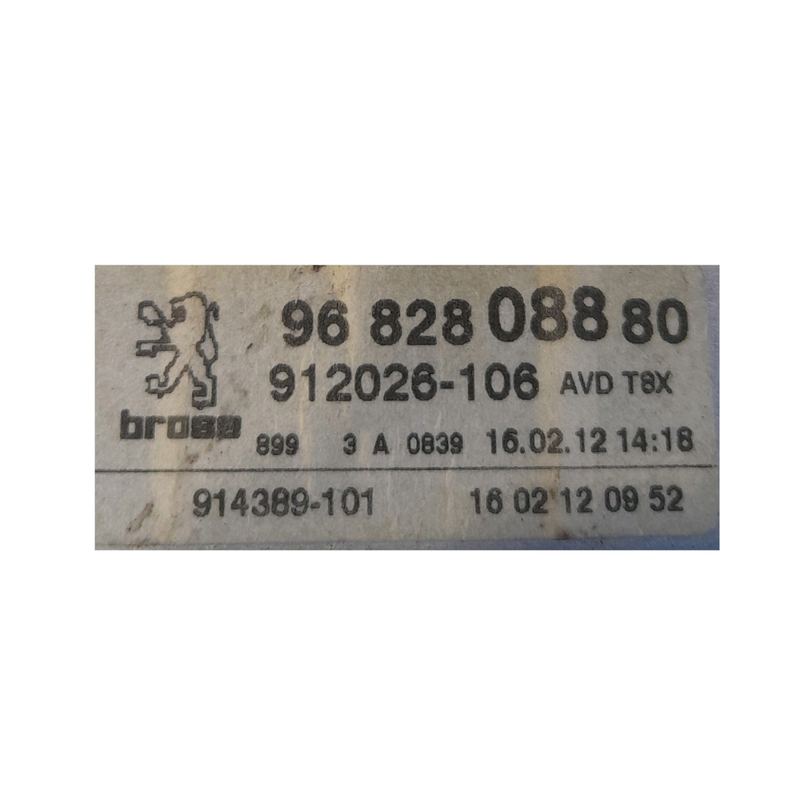 96 828 088 80
912026-106 AVD T8X
brose
899 3 A 0839 16.02.12 14:18
914389-101 16 02 12 09 52